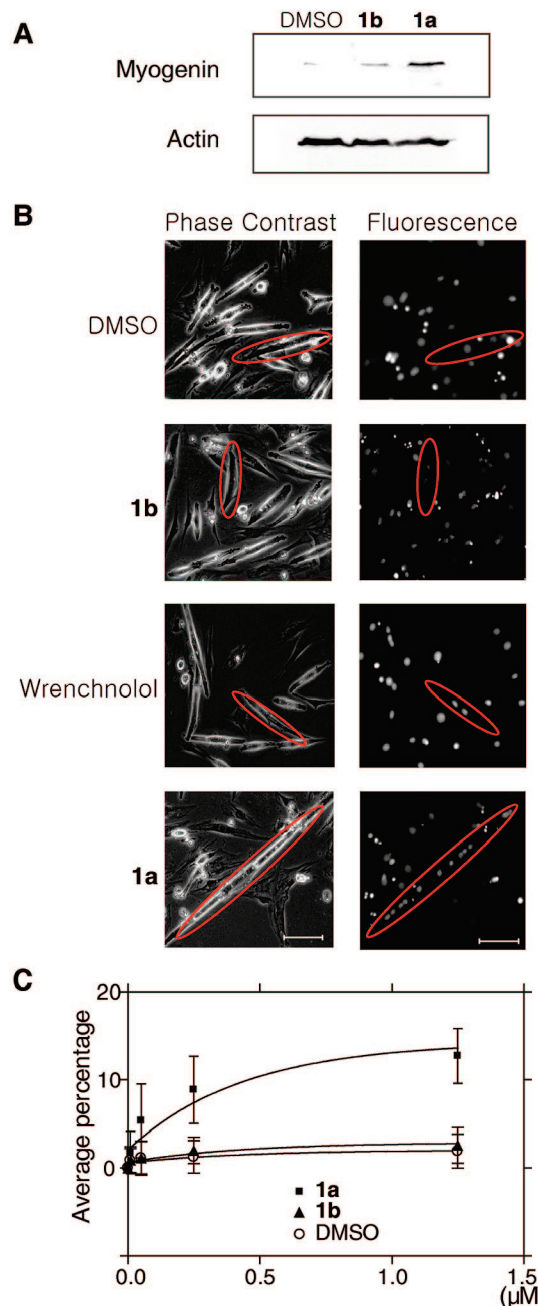 A
DMSO 1b 1a
Myogenin
Actin
B
Phase Contrast Fluorescence
DMSO
1b
Wrenchnolol
1a
C
20
10
0
Average percentage
0.0 0.5 1.0 1.5
(μM
1a
1b
DMSO